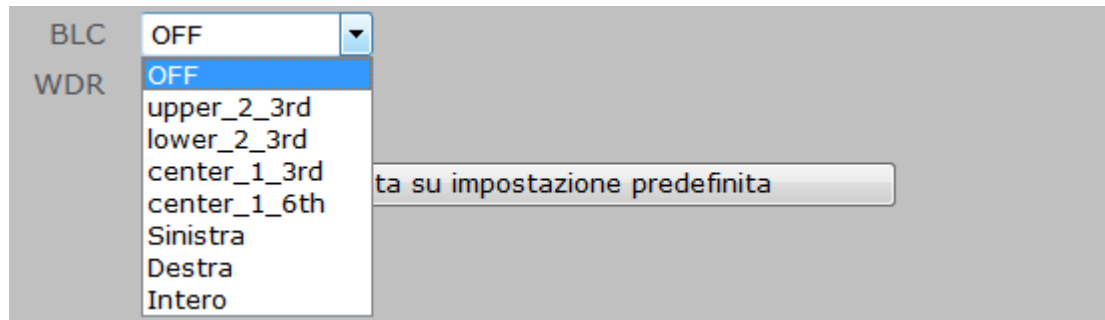 BLC OFF
WDR OFF
upper_2_3rd
lower_2_3rd
center_1_3rd
ta su impostazione predefinita
center_1_6th
Sinistra
Destra
Intero